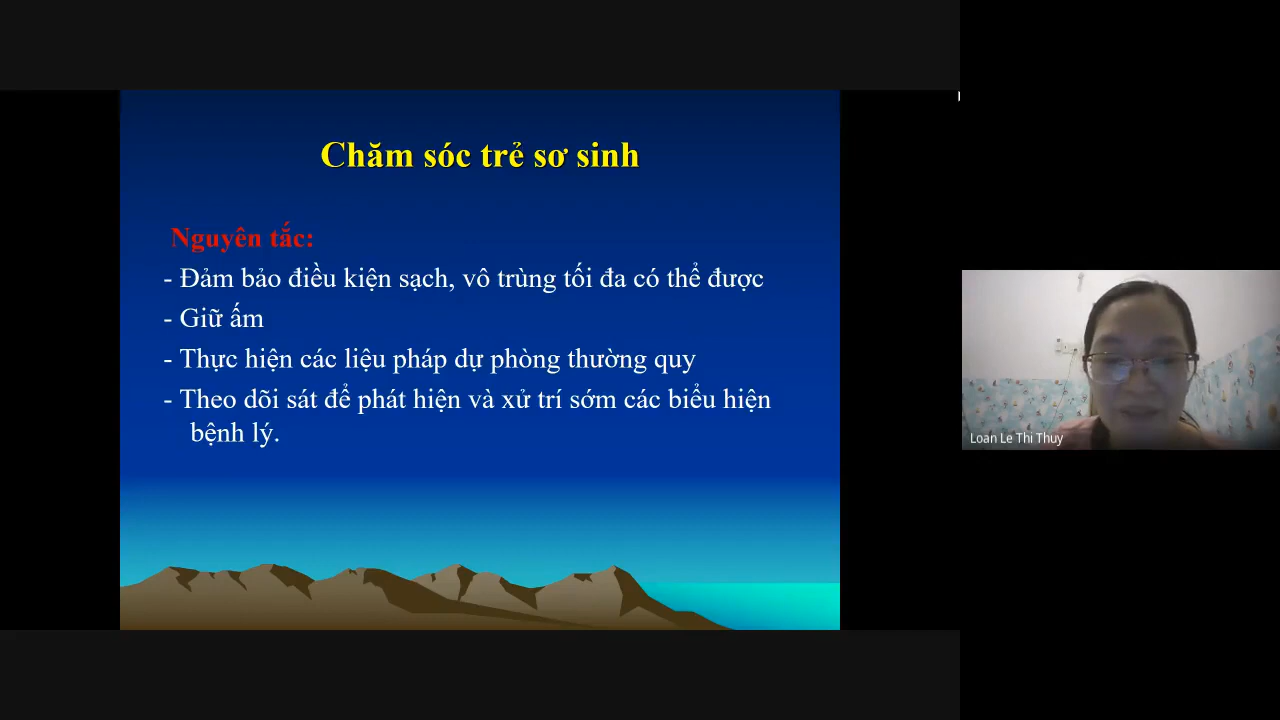 Chăm sóc trẻ sơ sinh
Nguyên tắc:
- Đảm bảo điều kiện sạch, vô trùng tối đa có thể được
- Giữ ấm
- Thực hiện các liệu pháp dự phòng thường quy
- Theo dõi sát để phát hiện và xử trí sớm các biểu hiện
bệnh lý.
Loan Le Thi Thuy